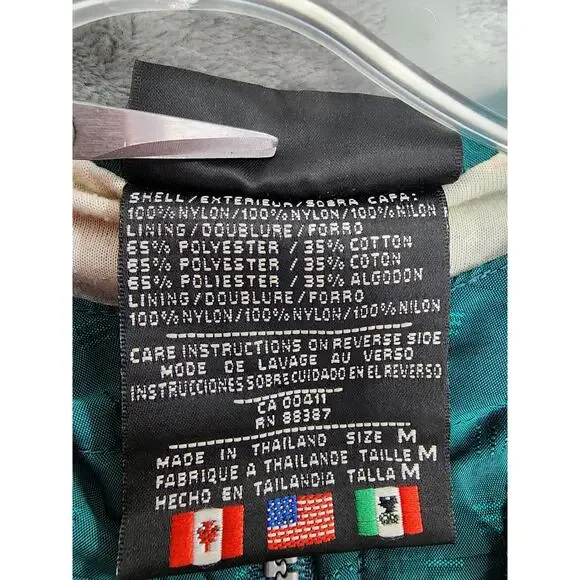 SHELL/EXTERIEUR/SOBRA CAPA:
100% NYLON/100% NYLON/100% NILON
LINING/DOUBLURE/FORRO
65% POLYESTER / 35% COTTON
65% POLYESTER / 35% COTON
65% POLIESTER / 35% ALGODON
LINING/DOUBLURE/FORRO
100% NYLON/100% NYLON/100% NILON
CARE INSTRUCTIONS ON REVERSE SIDE
MODE DE LAVAGE AU VERSO
INSTRUCCIONES SOBRE CUIDADO EN EL REVERSO
CA 00411
RN 88387
MADE IN THAILAND SIZE M
FABRIQUE A THAILANDE TAILLE M
HECHO EN TAILANDIA TALLA M